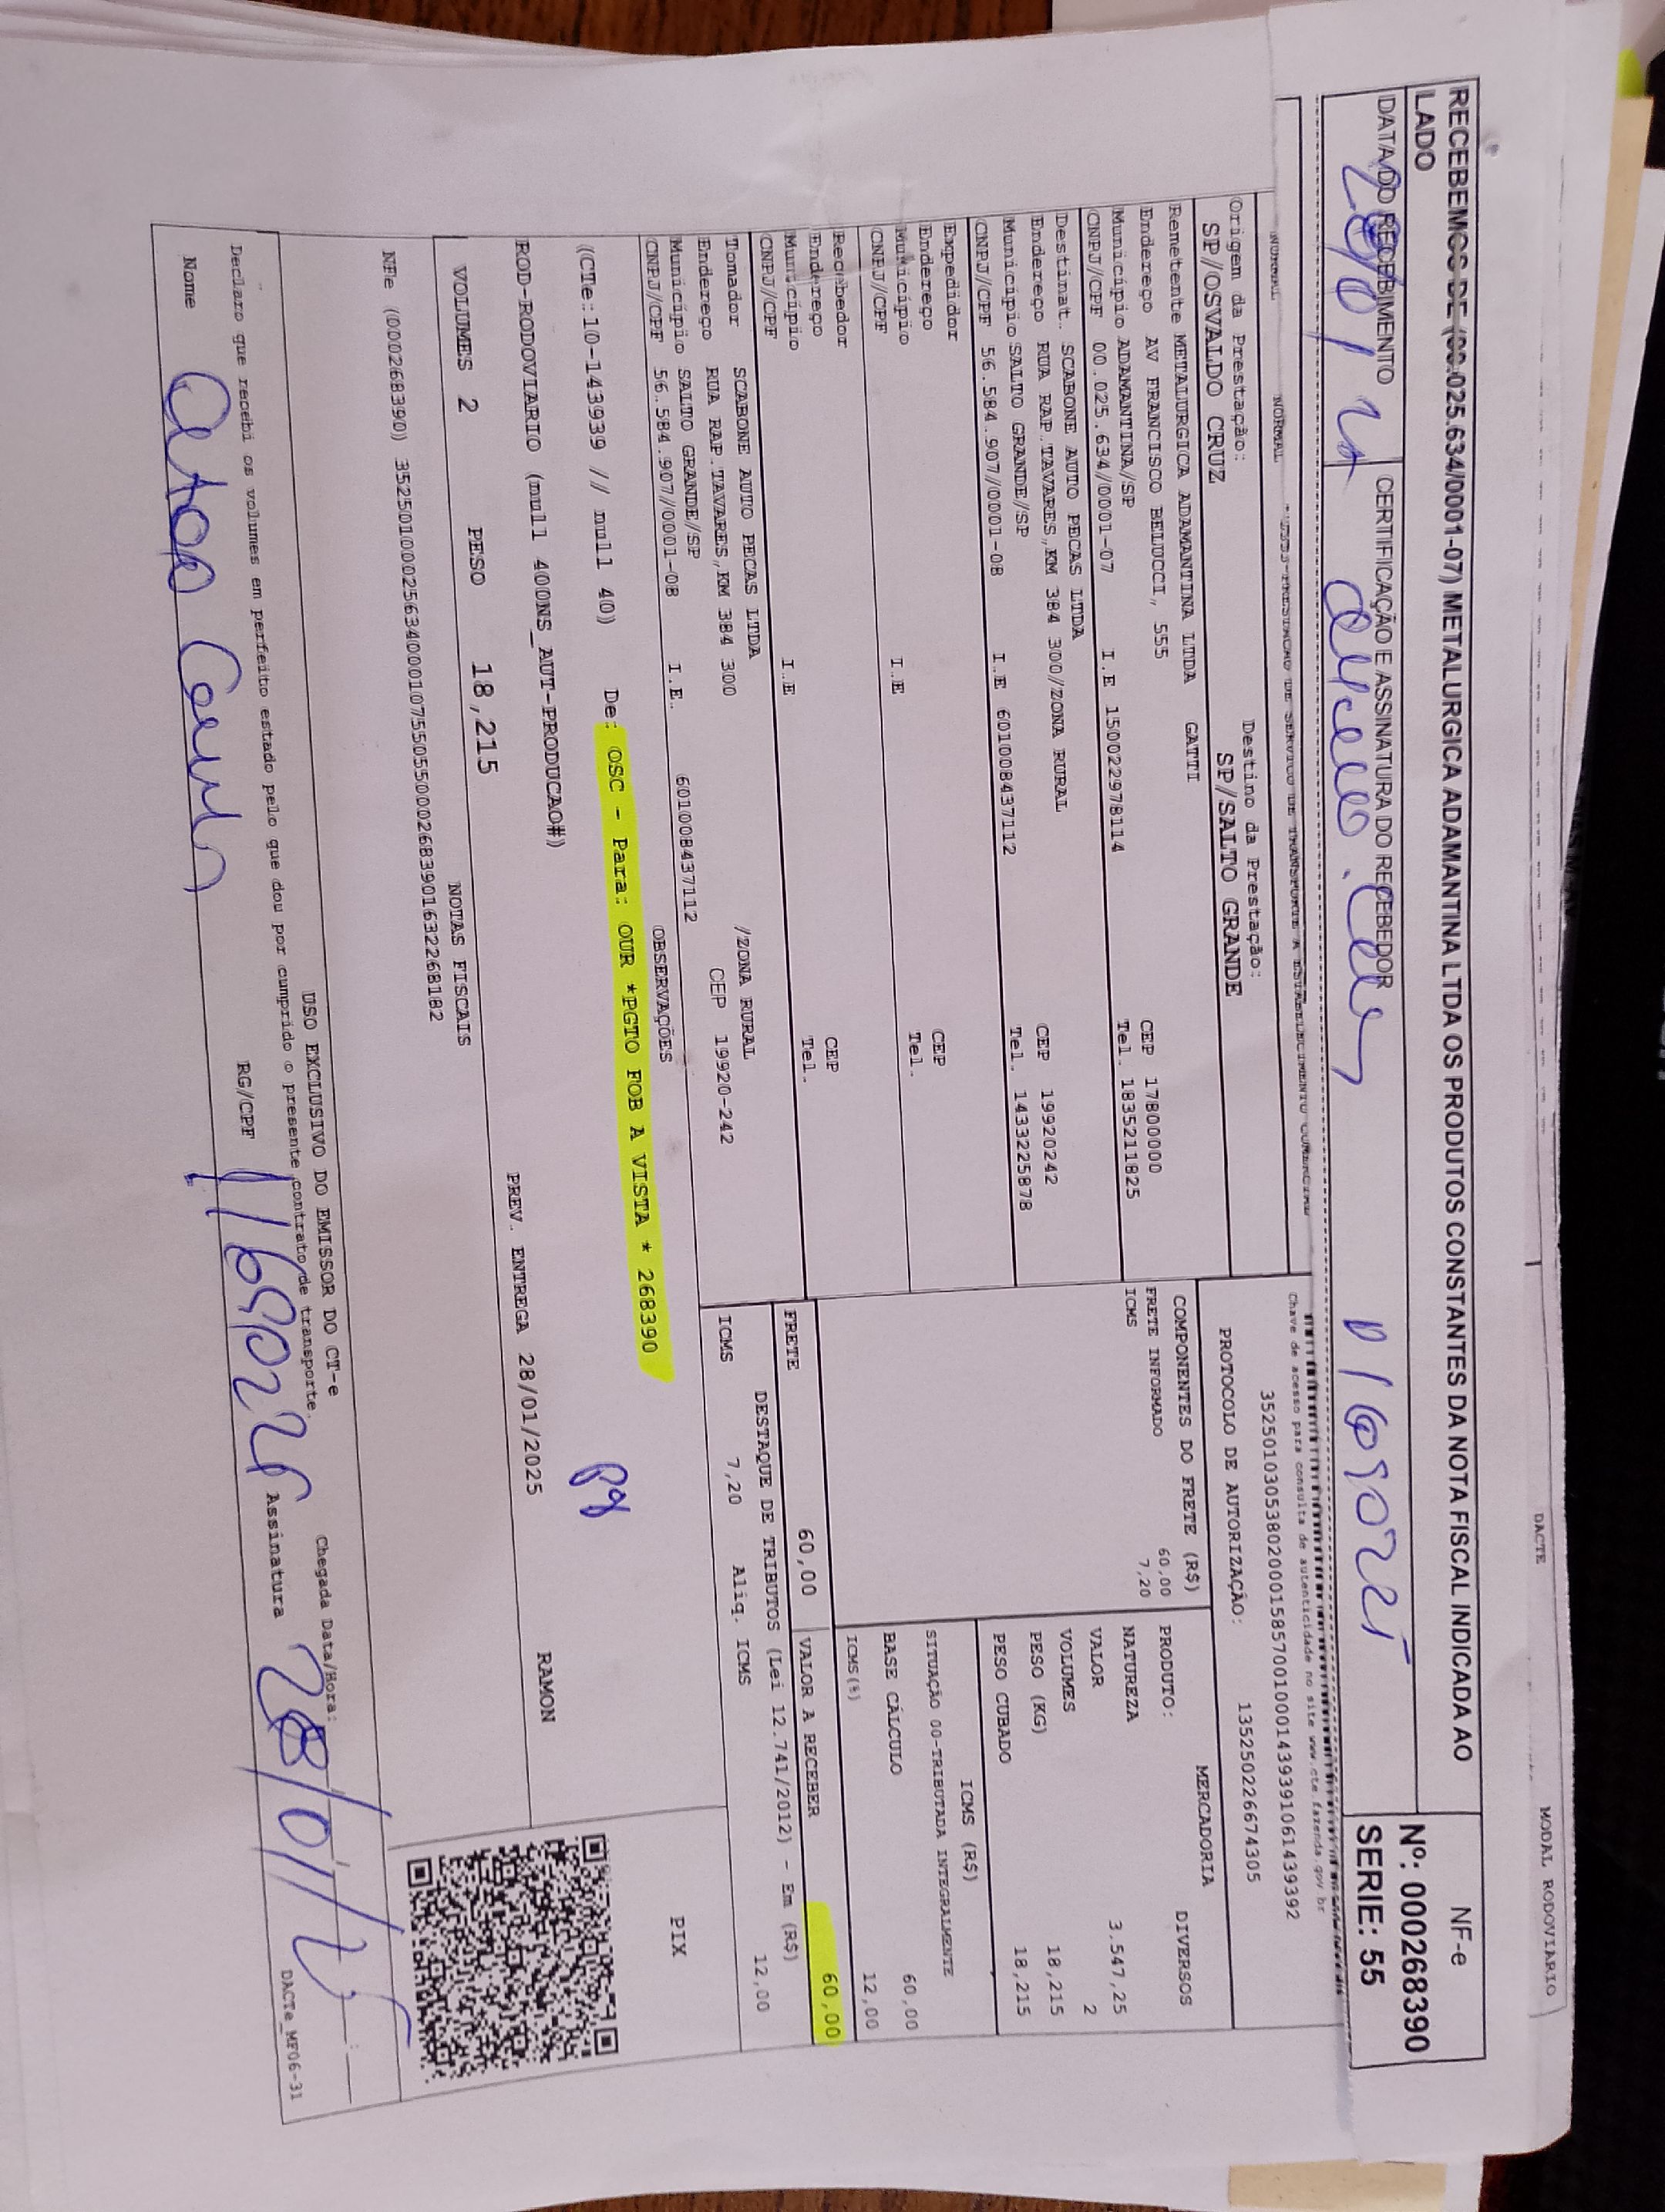 DACTE
MODAL RODOVIARIO
RECEBEMOS DE (00.025.634/0001-07) METALURGICA ADAMANTINA LTDA OS PRODUTOS CONSTANTES DA NOTA FISCAL INDICADA AO
LADO
NF-e
Nº: 000268390
SERIE: 55
DATA DO RECEBIMENTO
CERTIFICAÇÃO E ASSINATURA DO RECEBEDOR
NORMAL
NORMAL
Chave de acesso para consulta de autenticidade no site www.cte.fazenda.gov.br
35250103053802000158570010001439391061439392
PROTOCOLO DE AUTORIZAÇÃO: 135250226674305
Origem da Prestação:
SP/OSVALDO CRUZ
Destino da Prestação:
SP/SALTO GRANDE
Remetente METALURGICA ADAMANTINA LTDA GATTI
Endereço AV FRANCISCO BELUCCI, 555 CEP 17800000
Município ADAMANTINA/SP Tel. 1835211825
CNPJ/CPF 00.025.634/0001-07 I.E 150022978114
Destinat. SCABONE AUTO PECAS LTDA
Endereço RUA RAP.TAVARES,KM 384 300/ZONA RURAL CEP 19920242
Município SALTO GRANDE/SP Tel. 1433225878
CNPJ/CPF 56.584.907/0001-08 I.E 601008437112
Expedidor
Endereço CEP
Município Tel.
CNPJ/CPF I.E
Recebedor
Endereço CEP
Município Tel.
CNPJ/CPF I.E
Tomador SCABONE AUTO PECAS LTDA
Endereço RUA RAP.TAVARES,KM 384 300 /ZONA RURAL
Município SALTO GRANDE/SP CEP 19920-242
CNPJ/CPF 56.584.907/0001-08 I.E. 601008437112
COMPONENTES DO FRETE (R$)
FRETE INFORMADO 60,00
ICMS 7,20
MERCADORIA
PRODUTO: DIVERSOS
NATUREZA
VALOR 3.547,25
VOLUMES 2
PESO (KG) 18,215
PESO CUBADO 18,215
ICMS (R$)
SITUAÇÃO 00-TRIBUTADA INTEGRALMENTE
BASE CÁLCULO 60,00
ICMS(%) 12,00
FRETE 60,00
VALOR A RECEBER 60,00
DESTAQUE DE TRIBUTOS (Lei 12.741/2012) - Em (R$)
ICMS 7,20 Aliq. ICMS 12,00
OBSERVAÇÕES
(CTe:10-143939 / null 40) De: OSC - Para: OUR *PGTO FOB A VISTA * 268390
ROD-RODOVIARIO (null 400NS_AUT-PRODUCAO#)
pg
PIX
VOLUMES 2 PESO 18,215 PREV. ENTREGA 28/01/2025 RAMON
NOTAS FISCAIS
NFe (000268390) 35250100025634000107550550002683901632268182
USO EXCLUSIVO DO EMISSOR DO CT-e
Declaro que recebi os volumes em perfeito estado pelo que dou por cumprido o presente contrato de transporte.
Chegada Data/Hora:
28/01/25
Nome
RG/CPF
Assinatura
DACTe_MF06-31